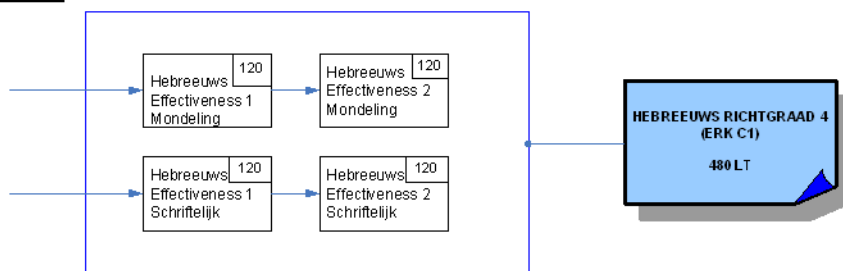 120
Hebreeuws
Effectiveness 1
Mondeling
120
Hebreeuws
Effectiveness 2
Mondeling
HEBREEUWS RICHTGRAAD 4
(ERK C1)
480 LT
120
Hebreeuws
Effectiveness 1
Schriftelijk
120
Hebreeuws
Effectiveness 2
Schriftelijk